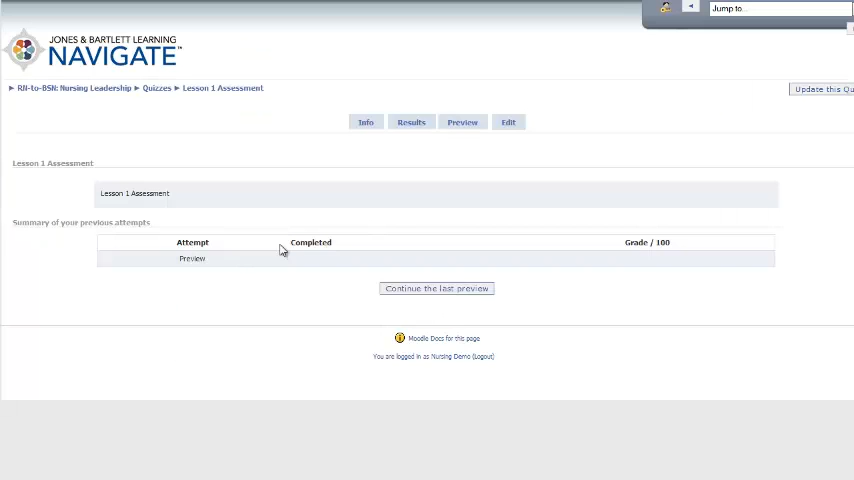 Jump to...
JONES & BARTLETT LEARNING
NAVIGATE™
► RN-to-BSN: Nursing Leadership ► Quizzes ► Lesson 1 Assessment
Update this Qu
Info Results Preview Edit
Lesson 1 Assessment
Lesson 1 Assessment
Summary of your previous attempts
Attempt Completed Grade / 100
Preview
Continue the last preview
Moodle Docs for this page
You are logged in as Nursing Demo (Logout)